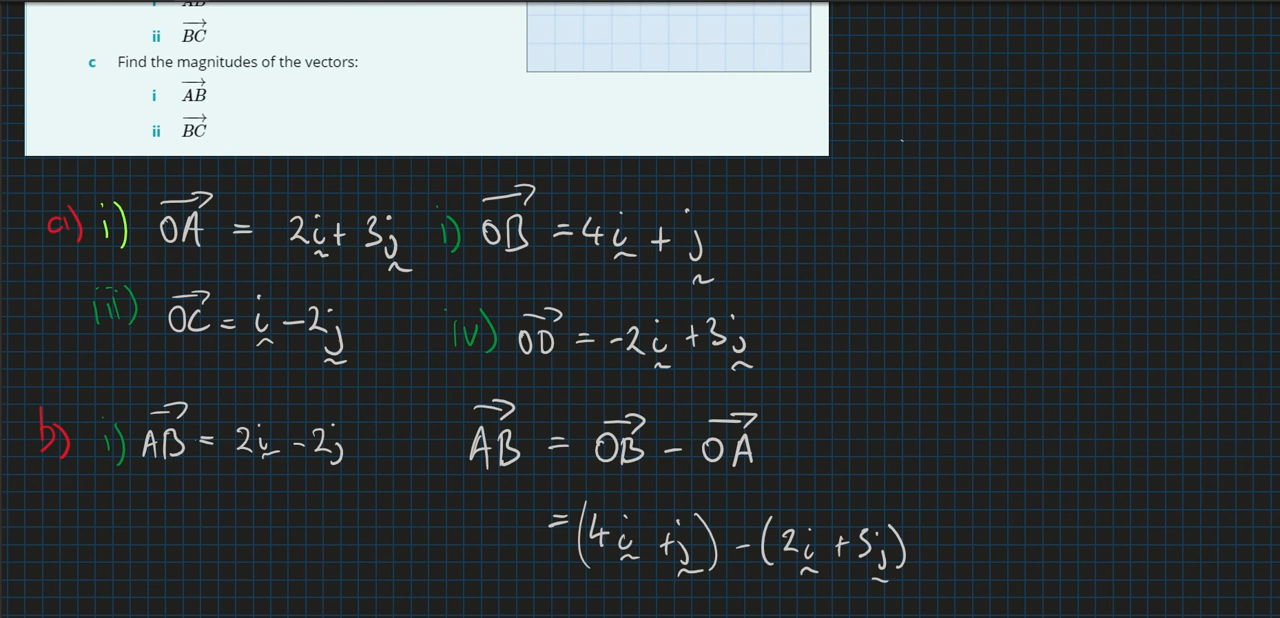 ii BC
c Find the magnitudes of the vectors:
i AB
ii BC
a) i) OA = 2i + 3j i) OB = 4i + j
iii) OC = i - 2j iv) OD = -2i + 3j
b) i) AB = 2i - 2j AB = OB - OA
= (4i + j) - (2i + 3j)